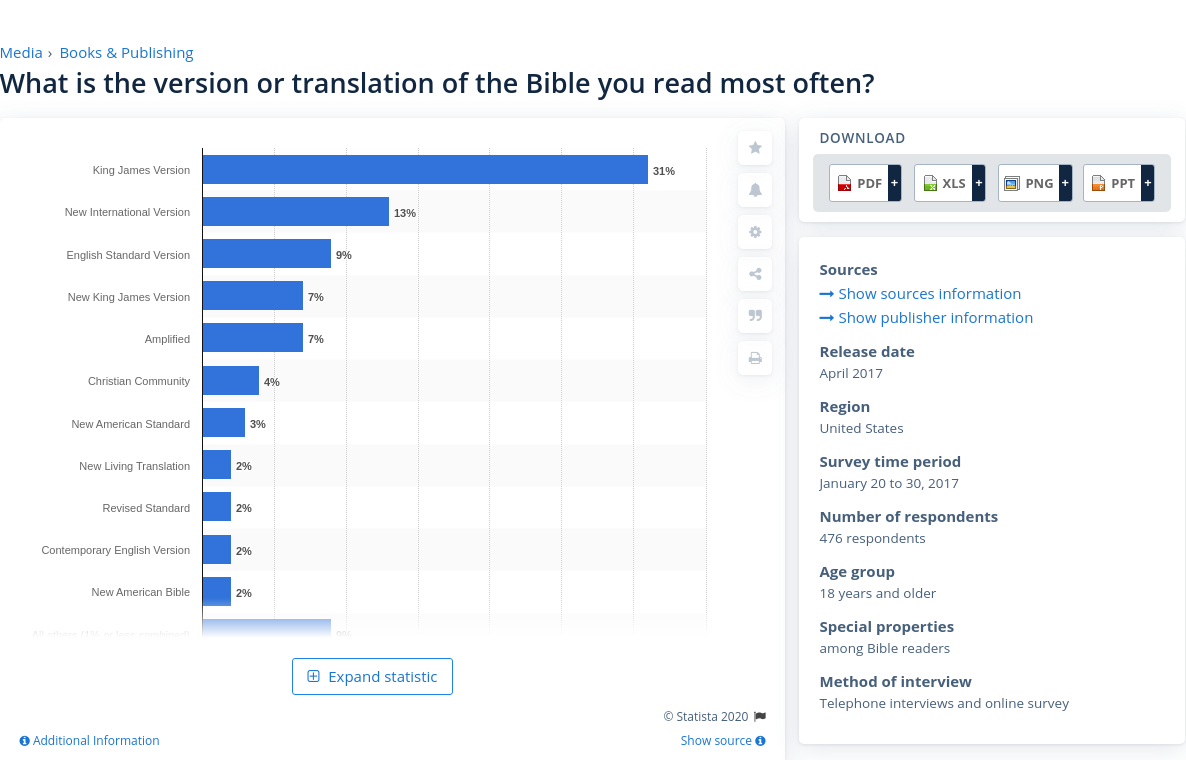 Media › Books & Publishing
What is the version or translation of the Bible you read most often?
King James Version 31%
New International Version 13%
English Standard Version 9%
New King James Version 7%
Amplified 7%
Christian Community 4%
New American Standard 3%
New Living Translation 2%
Revised Standard 2%
Contemporary English Version 2%
New American Bible 2%
All others (1% or less combined) 9%
Expand statistic
© Statista 2020
Additional Information
Show source
DOWNLOAD
PDF + XLS + PNG + PPT +
Sources
Show sources information
Show publisher information
Release date
April 2017
Region
United States
Survey time period
January 20 to 30, 2017
Number of respondents
476 respondents
Age group
18 years and older
Special properties
among Bible readers
Method of interview
Telephone interviews and online survey